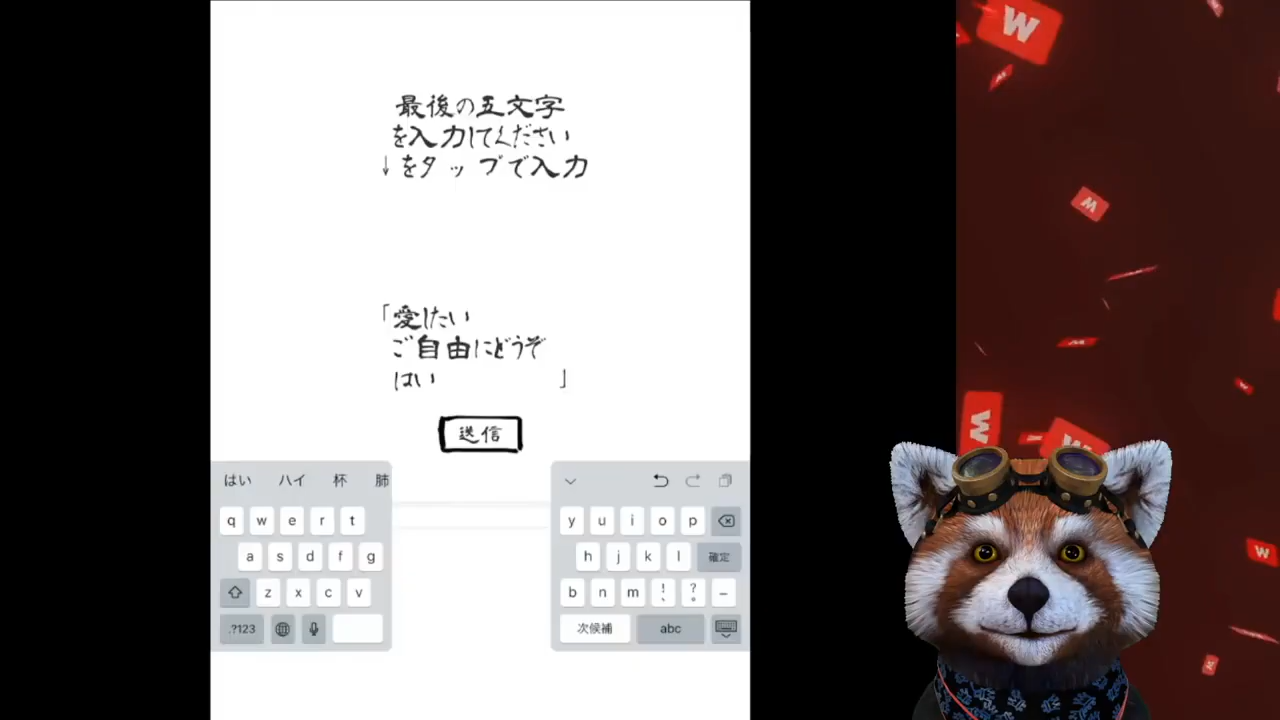 最後の五文字
を入力してください
↓をタップで入力
「愛したい
ご自由にどうぞ
はい 」
送信
はい ハイ 杯 肺
q w e r t
y u i o p
a s d f g
h j k l 確定
z x c v
b n m ! 、 ? 。 ー
.?123
次候補 abc
W
W
W
W
W